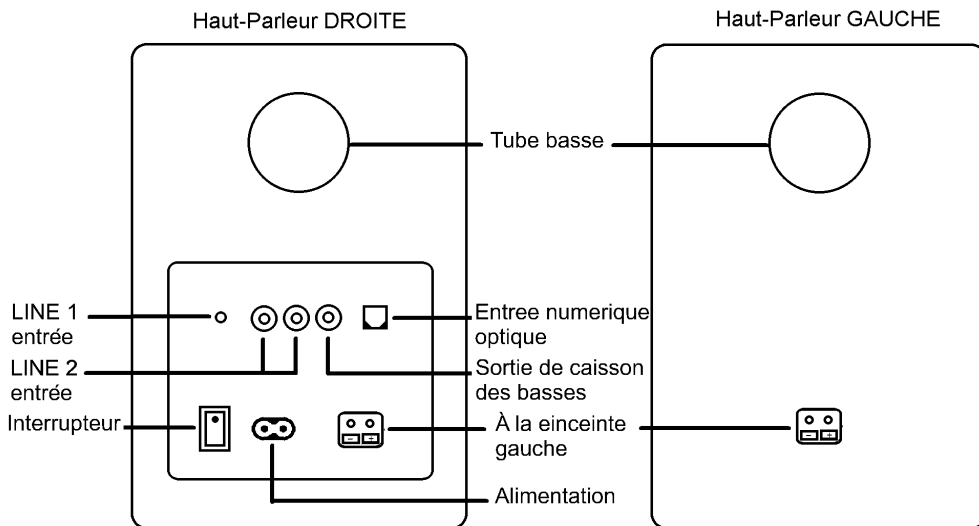 Haut-Parleur DROITE
Haut-Parleur GAUCHE
Tube basse
LINE 1
entrée
LINE 2
entrée
Interrupteur
Entree numerique
optique
Sortie de caisson
des basses
À la einceinte
gauche
Alimentation